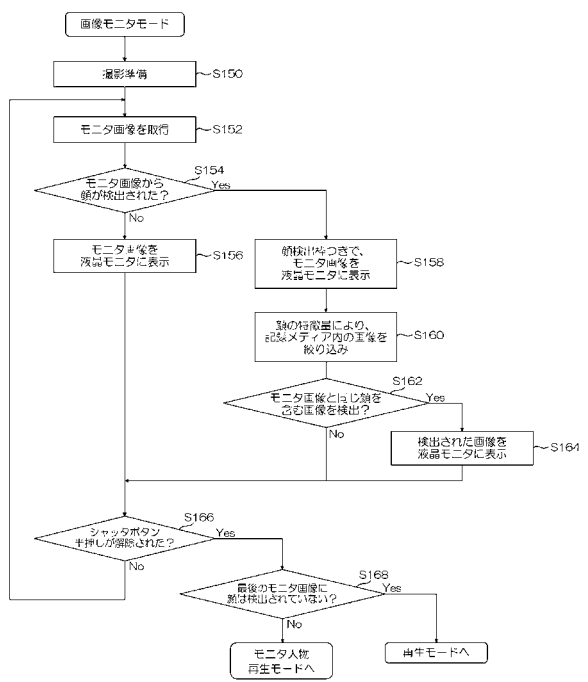 画像モニタモード
撮影準備
S150
モニタ画像を取得
S152
モニタ画像から
顔が検出された？
S154
Yes
No
モニタ画像を
液晶モニタに表示
S156
顔検出枠つきで、
モニタ画像を
液晶モニタに表示
S158
顔の特徴量により、
記録メディア内の画像を
絞り込み
S160
モニタ画像と同じ顔を
含む画像を検出？
S162
Yes
No
検出された画像を
液晶モニタに表示
S164
シャッタボタン
半押しが解除された？
S166
Yes
No
最後のモニタ画像に
顔は検出されていない？
S168
Yes
No
モニタ人物
再生モードへ
再生モードへ